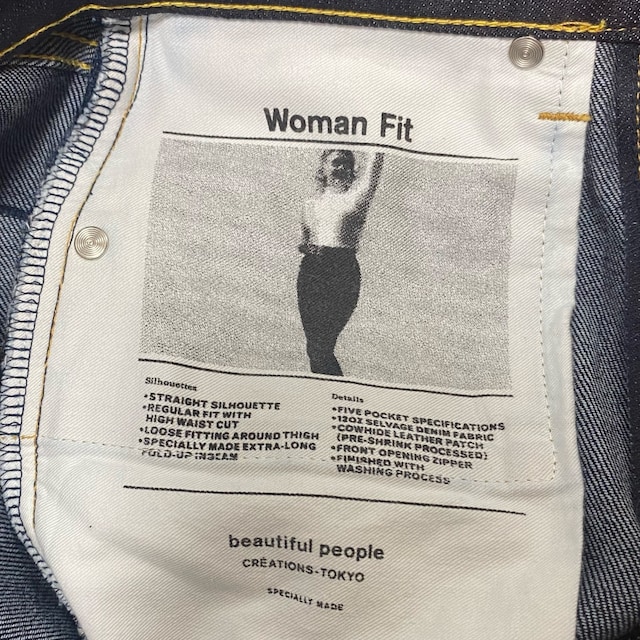 Woman Fit
Silhouettes
•STRAIGHT SILHOUETTE
•REGULAR FIT WITH
HIGH WAIST CUT
•LOOSE FITTING AROUND THIGH
•SPECIALLY MADE EXTRA-LONG
FOLD-UP INSEAM
Details
•FIVE POCKET SPECIFICATIONS
•12OZ SELVAGE DENIM FABRIC
•COWHIDE LEATHER PATCH
(PRE-SHRINK PROCESSED)
•FRONT OPENING ZIPPER
•FINISHED WITH
WASHING PROCESS
beautiful people
CRÉATIONS-TOKYO
SPECIALLY MADE